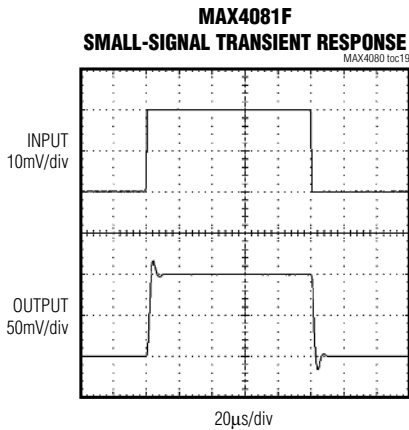 MAX4081F
SMALL-SIGNAL TRANSIENT RESPONSE
MAX4080 toc19
INPUT
10mV/div
OUTPUT
50mV/div
20μs/div